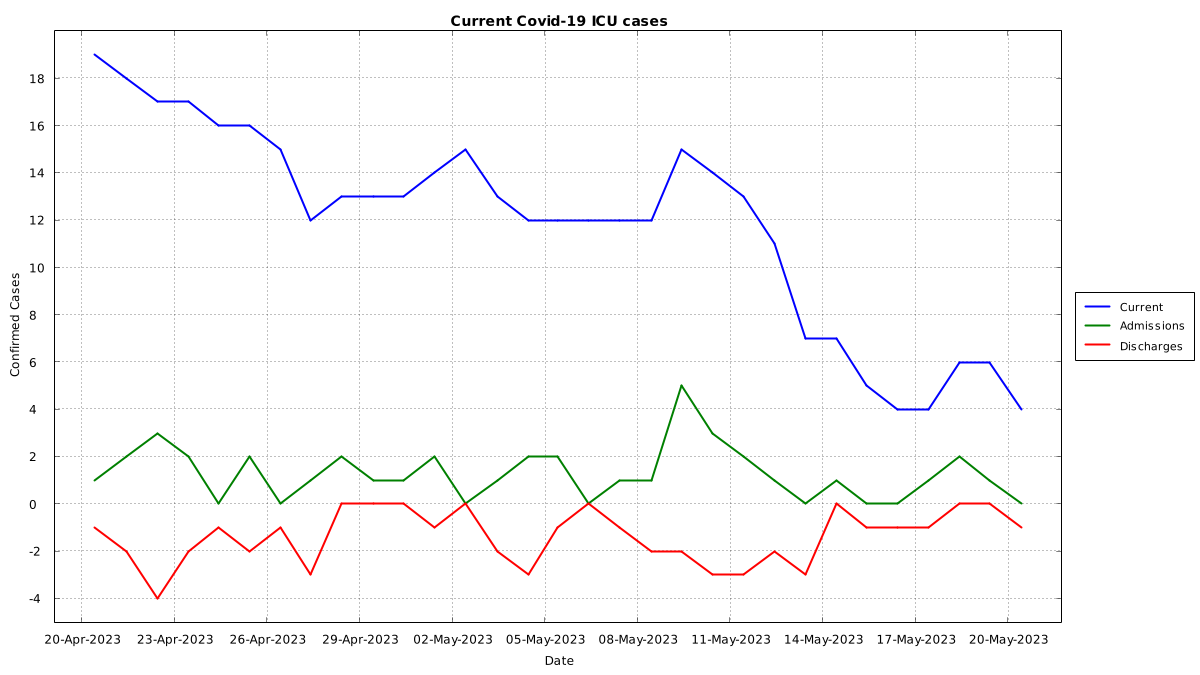 Current Covid-19 ICU cases
18
16
14
12
10
8
6
4
2
0
-2
-4
Confirmed Cases
20-Apr-2023 23-Apr-2023 26-Apr-2023 29-Apr-2023 02-May-2023 05-May-2023 08-May-2023 11-May-2023 14-May-2023 17-May-2023 20-May-2023
Date
Current
Admissions
Discharges